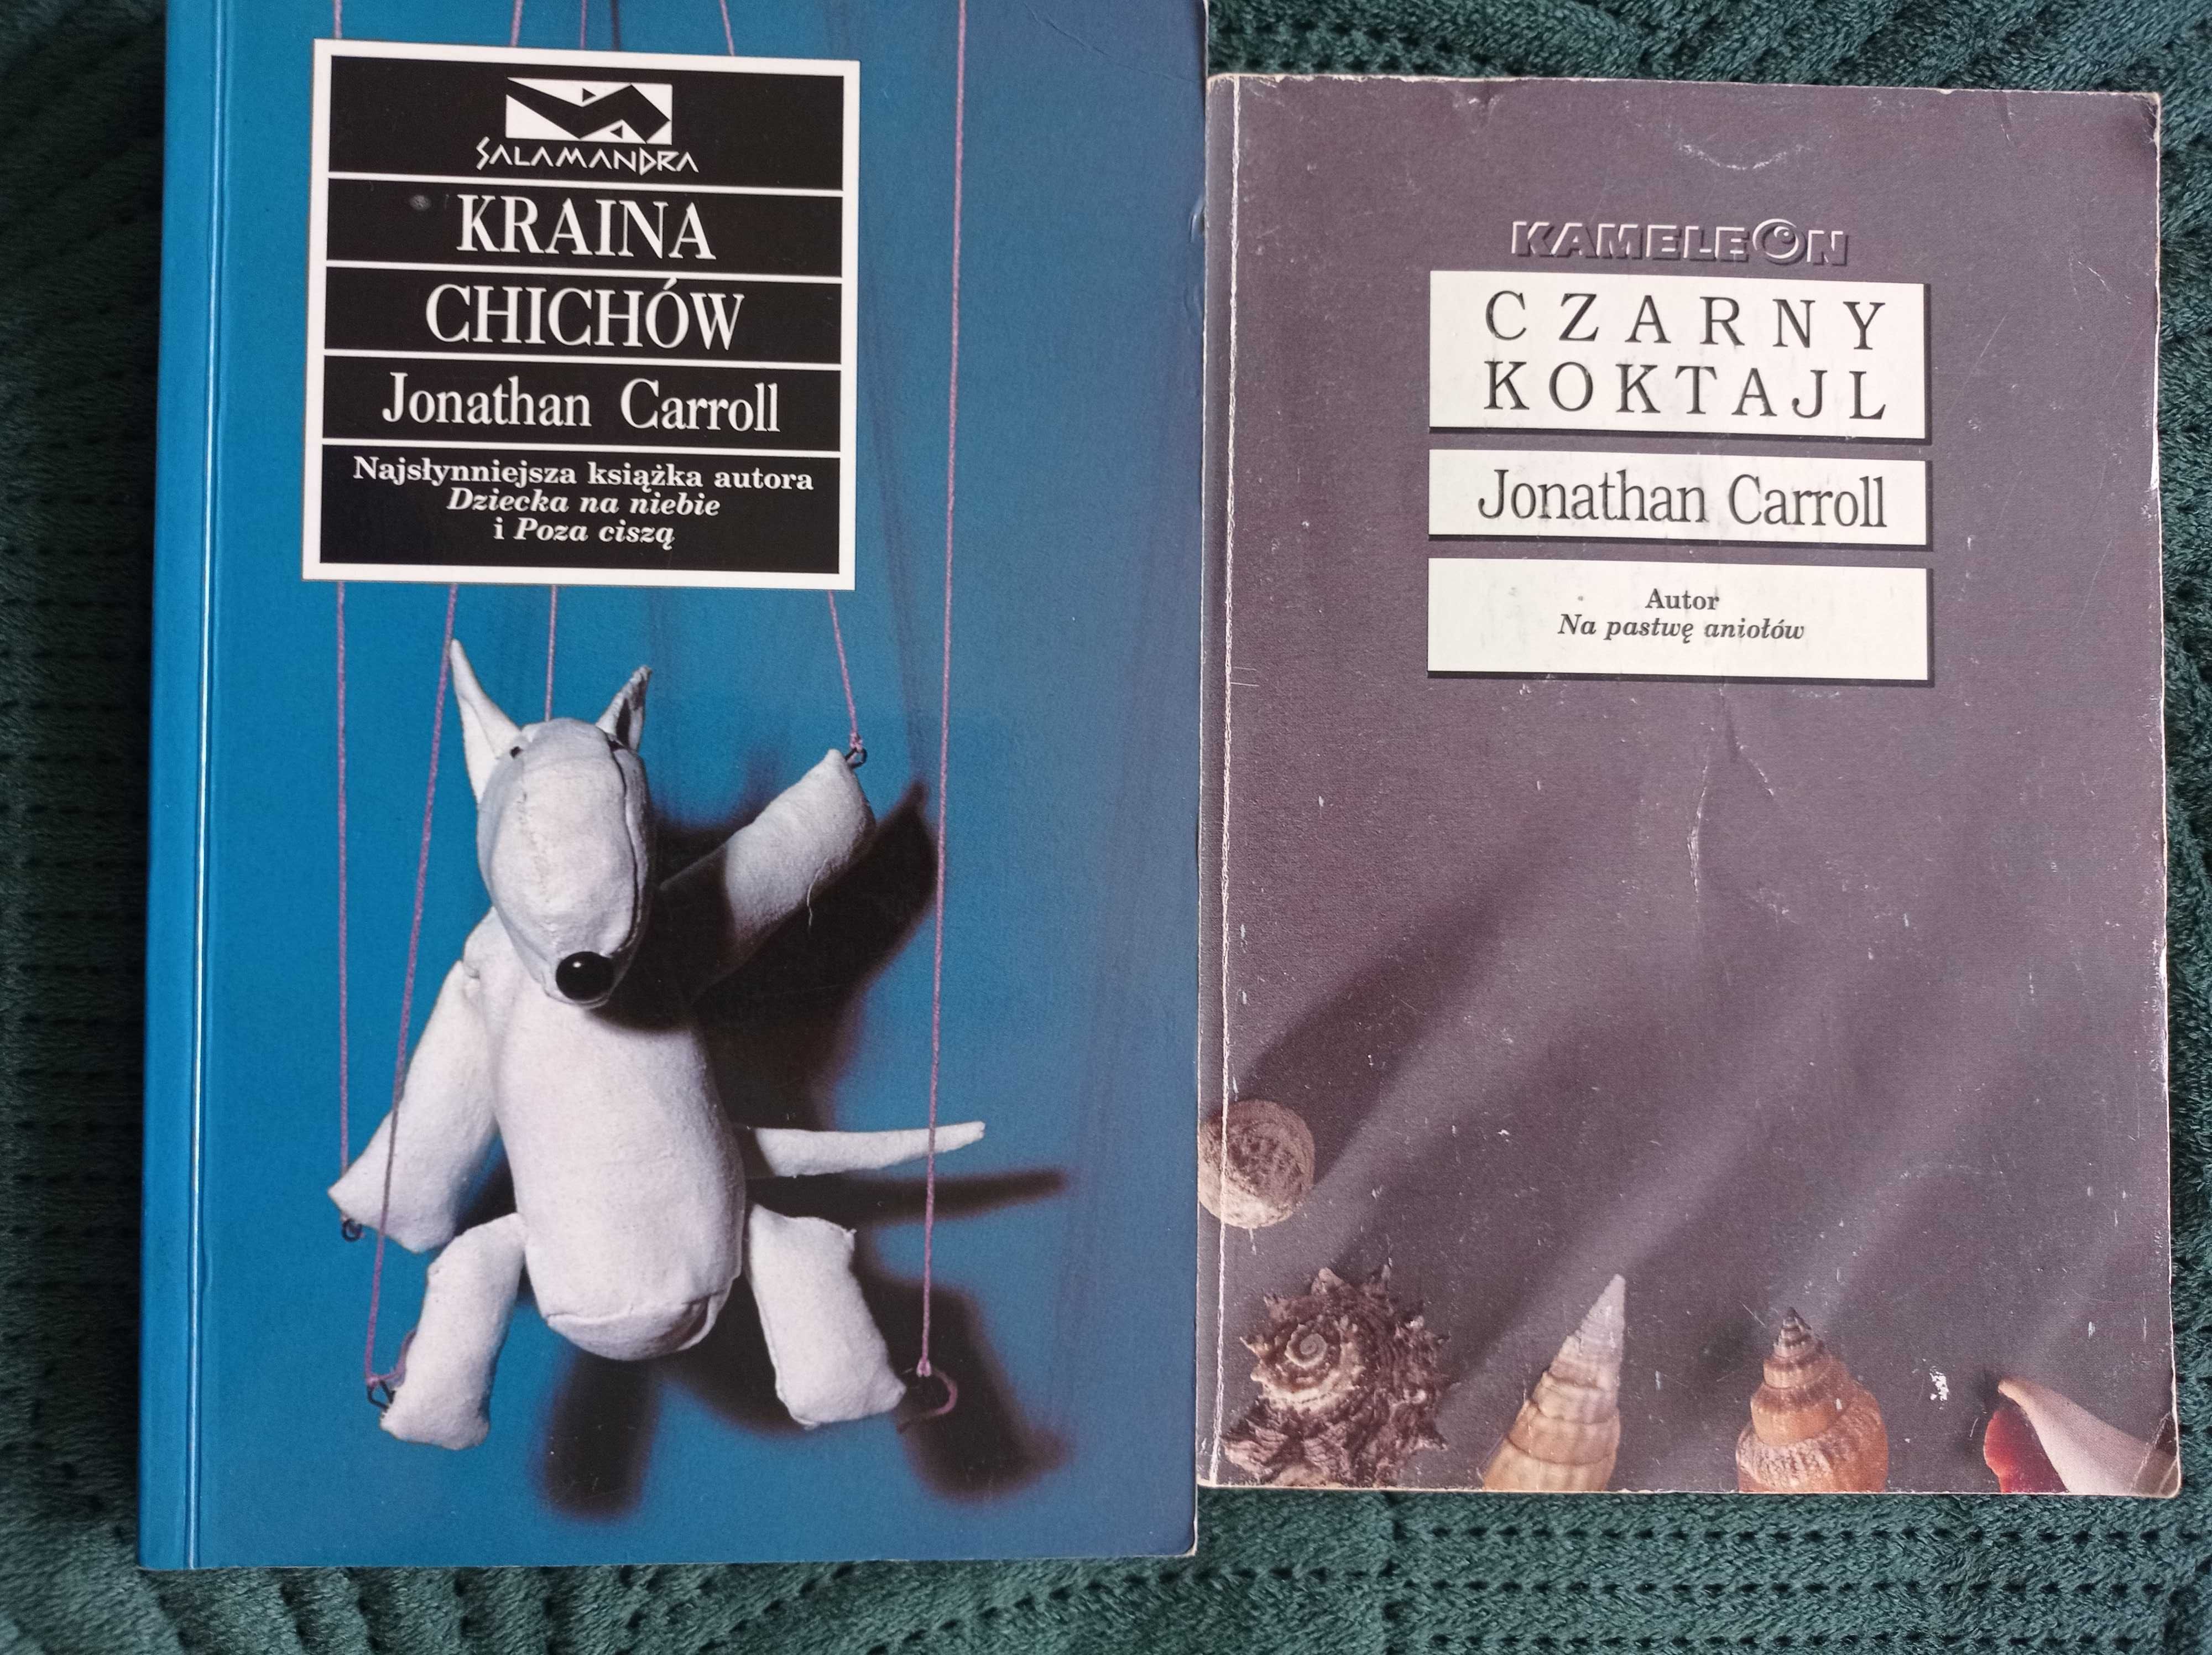 SALAMANDRA
KRAINA
CHICHÓW
Jonathan Carroll
Najsłynniejsza książka autora
Dziecka na niebie
i Poza ciszą
KAMELEON
CZARNY
KOKTAJL
Jonathan Carroll
Autor
Na pastwę aniołów